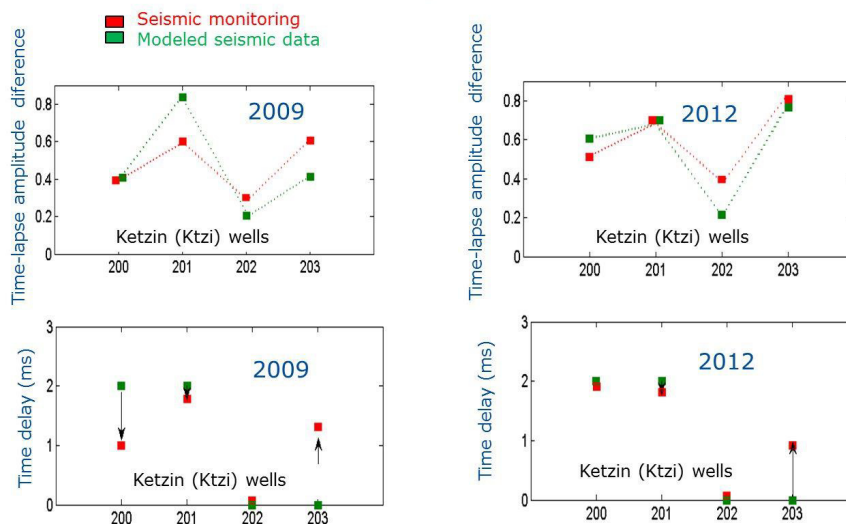 Seismic monitoring
Modeled seismic data
Time-lapse amplitude diference
0.8
0.6
0.4
0.2
0
2009
Ketzin (Ktzi) wells
200 201 202 203
Time-lapse amplitude diference
0.8
0.6
0.4
0.2
0
2012
Ketzin (Ktzi) wells
200 201 202 203
Time delay (ms)
3
2
1
0
2009
Ketzin (Ktzi) wells
200 201 202 203
Time delay (ms)
3
2
1
0
2012
Ketzin (Ktzi) wells
200 201 202 203